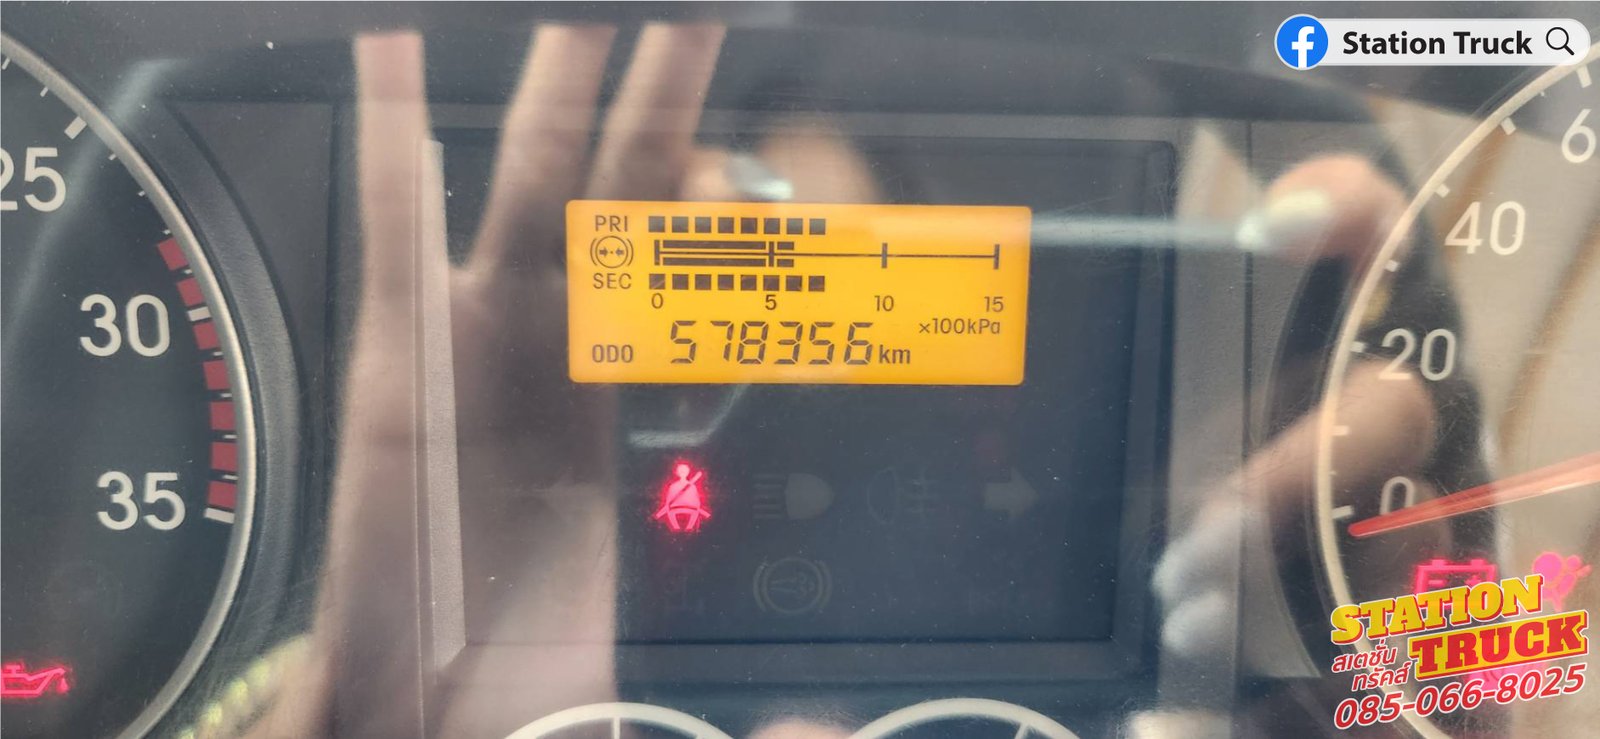 Station Truck
25
30
35
PRI
SEC
0 5 10 15
×100kPa
ODO 578356 km
6
40
20
0
STATION
TRUCK
สเตชั่น
ทรัคส์
085-066-8025